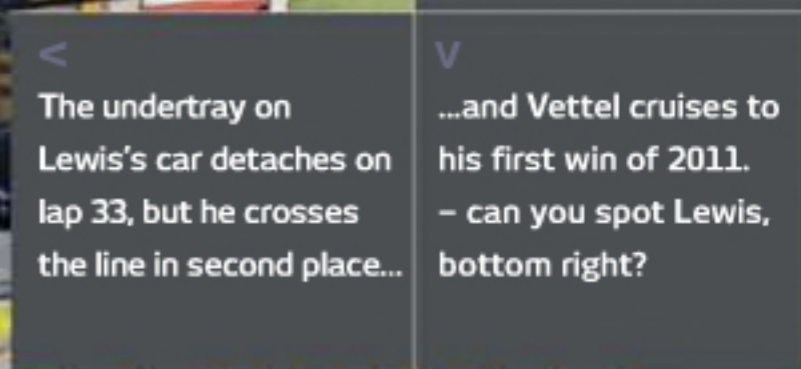 <
The undertray on
Lewis's car detaches on
lap 33, but he crosses
the line in second place...
V
...and Vettel cruises to
his first win of 2011.
– can you spot Lewis,
bottom right?